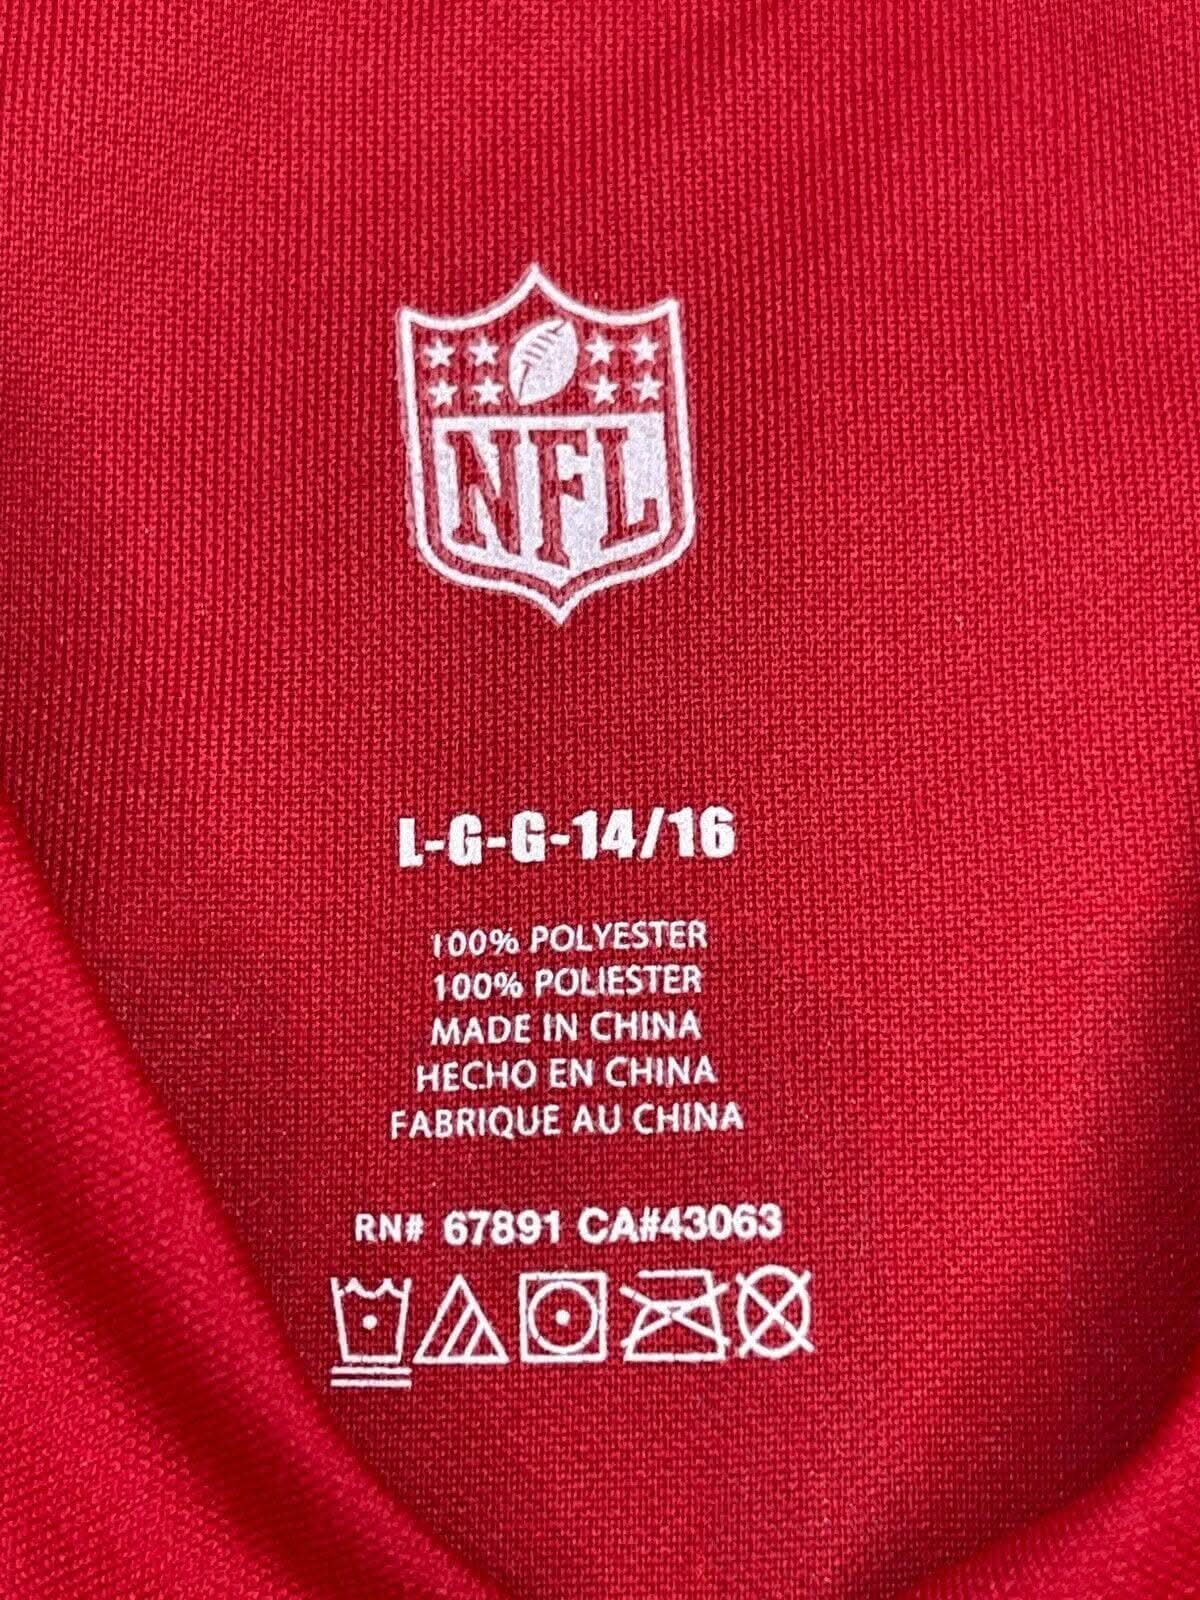 NFL
L-G-G-14/16
100% POLYESTER
100% POLIESTER
MADE IN CHINA
HECHO EN CHINA
FABRIQUE AU CHINA
RN# 67891 CA#43063